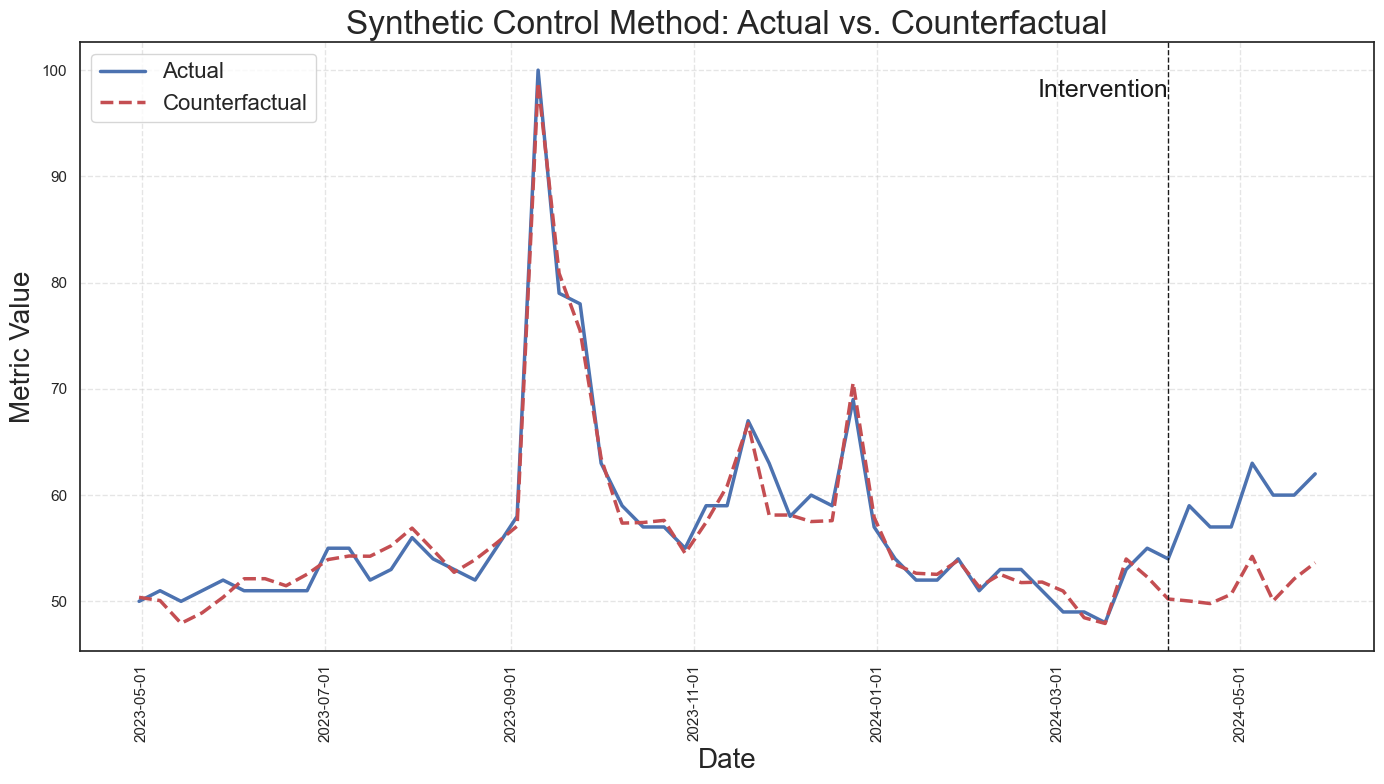 Synthetic Control Method: Actual vs. Counterfactual
Actual
Counterfactual
Intervention
Metric Value
100
90
80
70
60
50
2023-05-01
2023-07-01
2023-09-01
2023-11-01
2024-01-01
2024-03-01
2024-05-01
Date